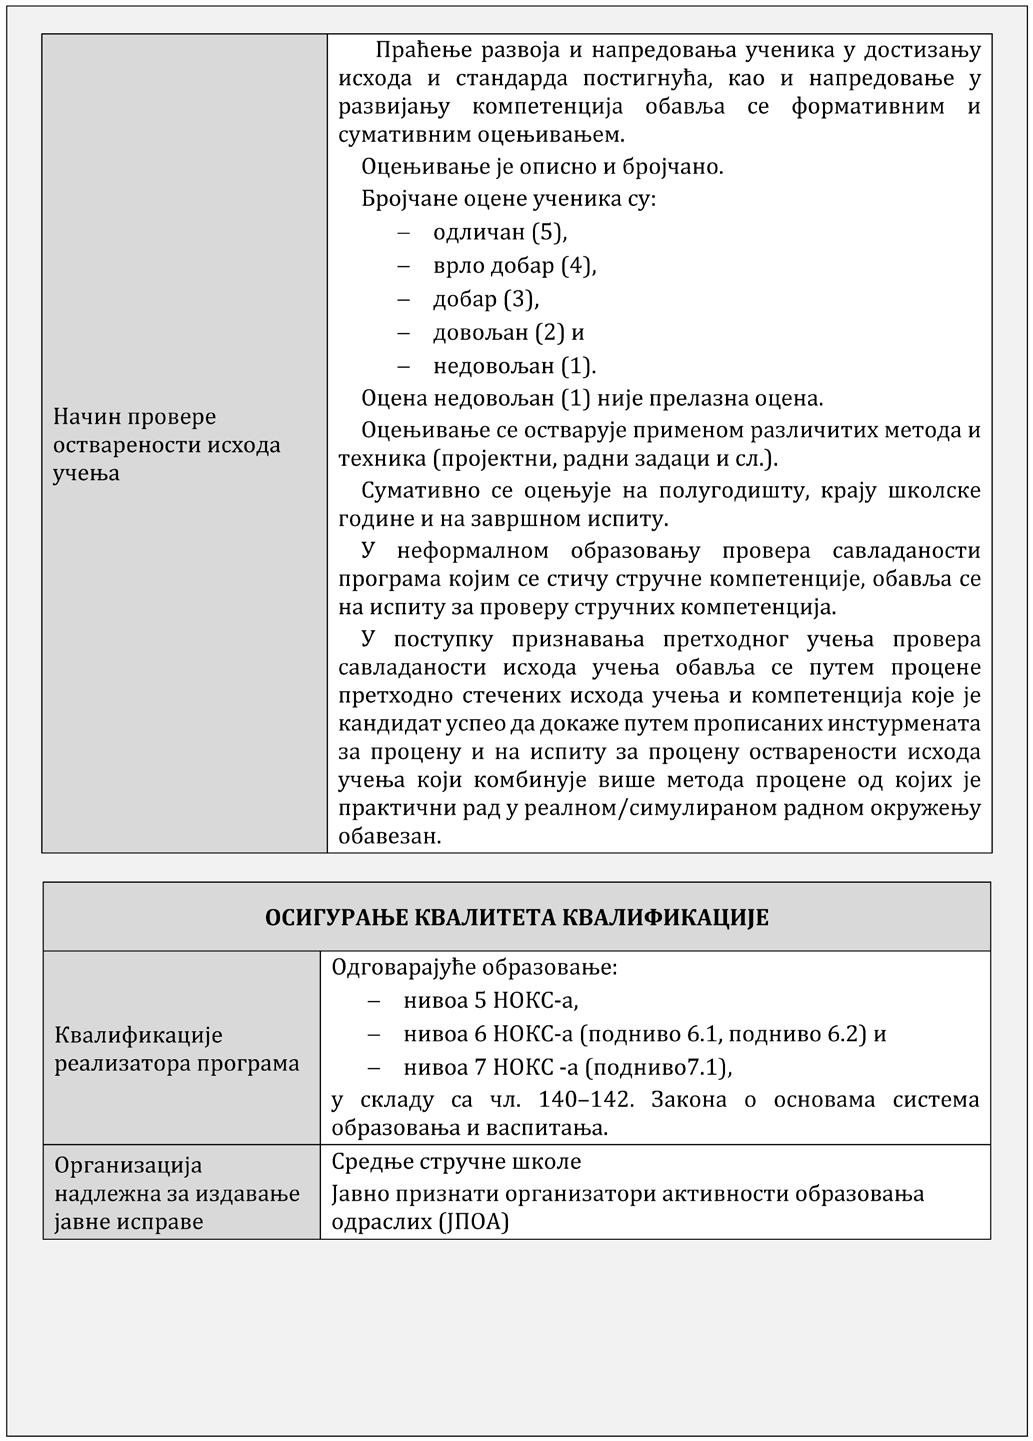 Начин провере
остварености исхода
учења
Праћење развоја и напредовања ученика у достизању
исхода и стандарда постигнућа, као и напредовање у
развијању компетенција обавља се формативним и
сумативним оцењивањем.
Оцењивање је описно и бројчано.
Бројчане оцене ученика су:
– одличан (5),
– врло добар (4),
– добар (3),
– довољан (2) и
– недовољан (1).
Оцена недовољан (1) није прелазна оцена.
Оцењивање се остварује применом различитих метода и
техника (пројектни, радни задаци и сл.).
Сумативно се оцењује на полугодишту, крају школске
године и на завршном испиту.
У неформалном образовању провера савладаности
програма којим се стичу стручне компетенције, обавља се
на испиту за проверу стручних компетенција.
У поступку признавања претходног учења провера
савладаности исхода учења обавља се путем процене
претходно стечених исхода учења и компетенција које је
кандидат успео да докаже путем прописаних инстурмената
за процену и на испиту за процену остварености исхода
учења који комбинује више метода процене од којих је
практични рад у реалном/симулираном радном окружењу
обавезан.
ОСИГУРАЊЕ КВАЛИТЕТА КВАЛИФИКАЦИЈЕ
Квалификације
реализатора програма
Одговарајуће образовање:
– нивоа 5 НОКС-а,
– нивоа 6 НОКС-а (подниво 6.1, подниво 6.2) и
– нивоа 7 НОКС -а (подниво7.1),
у складу са чл. 140–142. Закона о основама система
образовања и васпитања.
Организација
надлежна за издавање
јавне исправе
Средње стручне школе
Јавно признати организатори активности образовања
одраслих (ЈПОА)